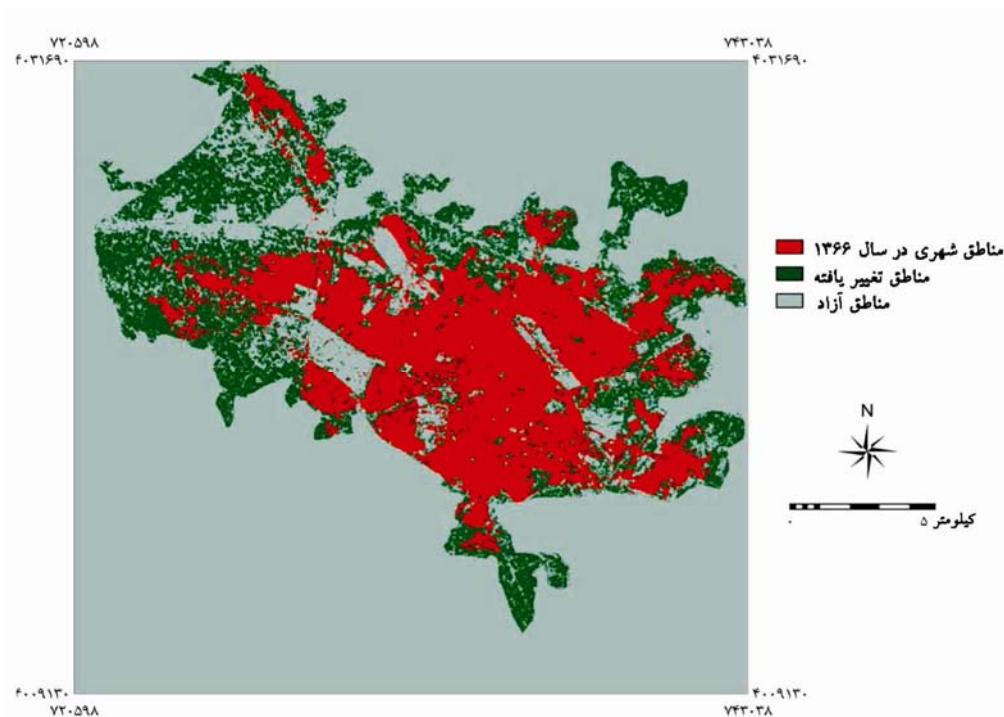 ۷۲۰۵۹۸
۷۴۳۰۳۸
۴۰۳۱۶۹۰
۴۰۳۱۶۹۰
مناطق شهری در سال ۱۳۶۶
مناطق تغییر یافته
مناطق آزاد
N
۰
۵ کیلومتر
۴۰۰۹۱۳۰
۴۰۰۹۱۳۰
۷۲۰۵۹۸
۷۴۳۰۳۸